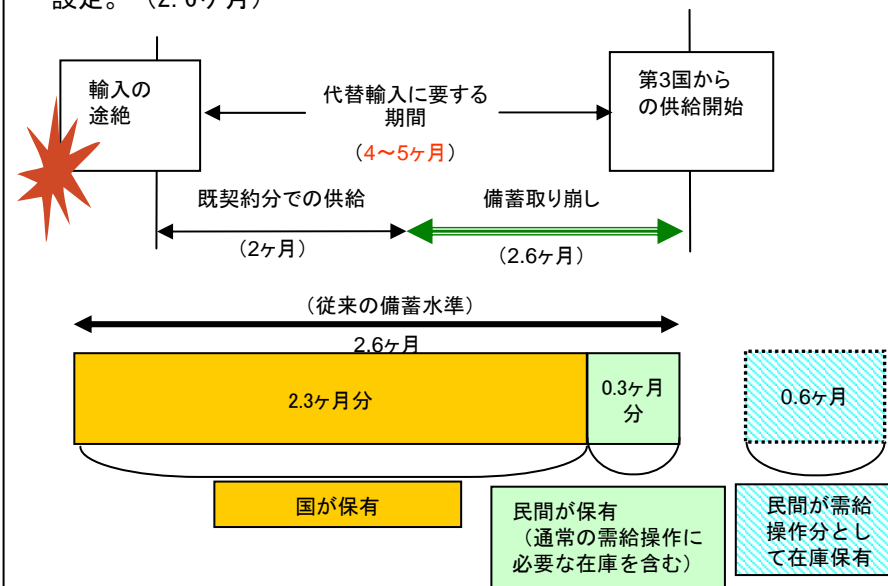 設定。（2.6ケ月）
輸入の
途絶
代替輸入に要する
期間
（4～5ヶ月）
第3国から
の供給開始
既契約分での供給
（2ヶ月）
備蓄取り崩し
（2.6ヶ月）
（従来の備蓄水準）
2.6ヶ月
2.3ヶ月分
0.3ヶ月
分
0.6ヶ月
国が保有
民間が保有
（通常の需給操作に
必要な在庫を含む）
民間が需給
操作分とし
て在庫保有